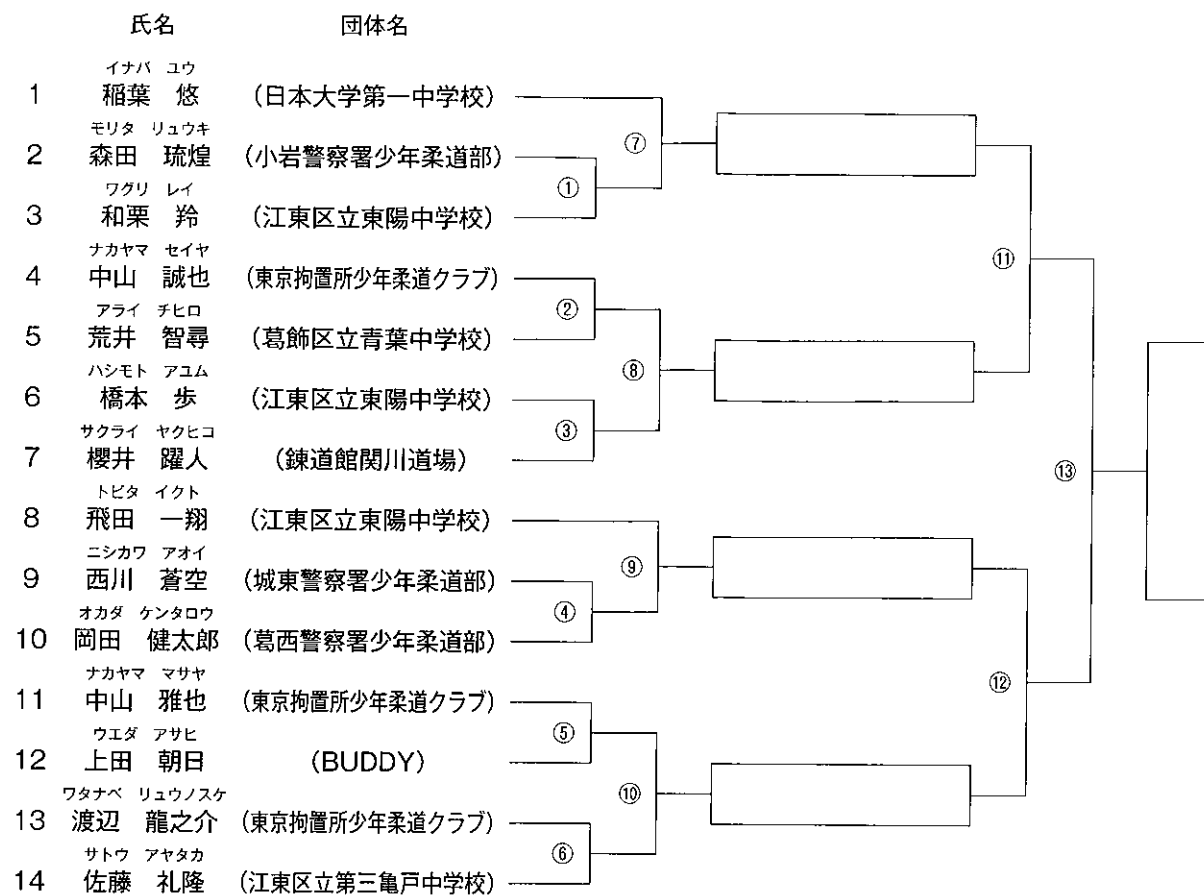 氏名 団体名
イナバ ユウ
1 稲葉 悠 (日本大学第一中学校)
モリタ リュウキ
2 森田 琉煌 (小岩警察署少年柔道部)
ワグリ レイ
3 和栗 羚 (江東区立東陽中学校)
ナカヤマ セイヤ
4 中山 誠也 (東京拘置所少年柔道クラブ)
アライ チヒロ
5 荒井 智尋 (葛飾区立青葉中学校)
ハシモト アユム
6 橋本 歩 (江東区立東陽中学校)
サクライ ヤクヒコ
7 櫻井 躍人 (錬道館関川道場)
トビタ イクト
8 飛田 一翔 (江東区立東陽中学校)
ニシカワ アオイ
9 西川 蒼空 (城東警察署少年柔道部)
オカダ ケンタロウ
10 岡田 健太郎 (葛西警察署少年柔道部)
ナカヤマ マサヤ
11 中山 雅也 (東京拘置所少年柔道クラブ)
ウエダ アサヒ
12 上田 朝日 (BUDDY)
ワタナベ リュウノスケ
13 渡辺 龍之介 (東京拘置所少年柔道クラブ)
サトウ アヤタカ
14 佐藤 礼隆 (江東区立第三亀戸中学校)
①
②
③
④
⑤
⑥
⑦
⑧
⑨
⑩
⑪
⑫
⑬